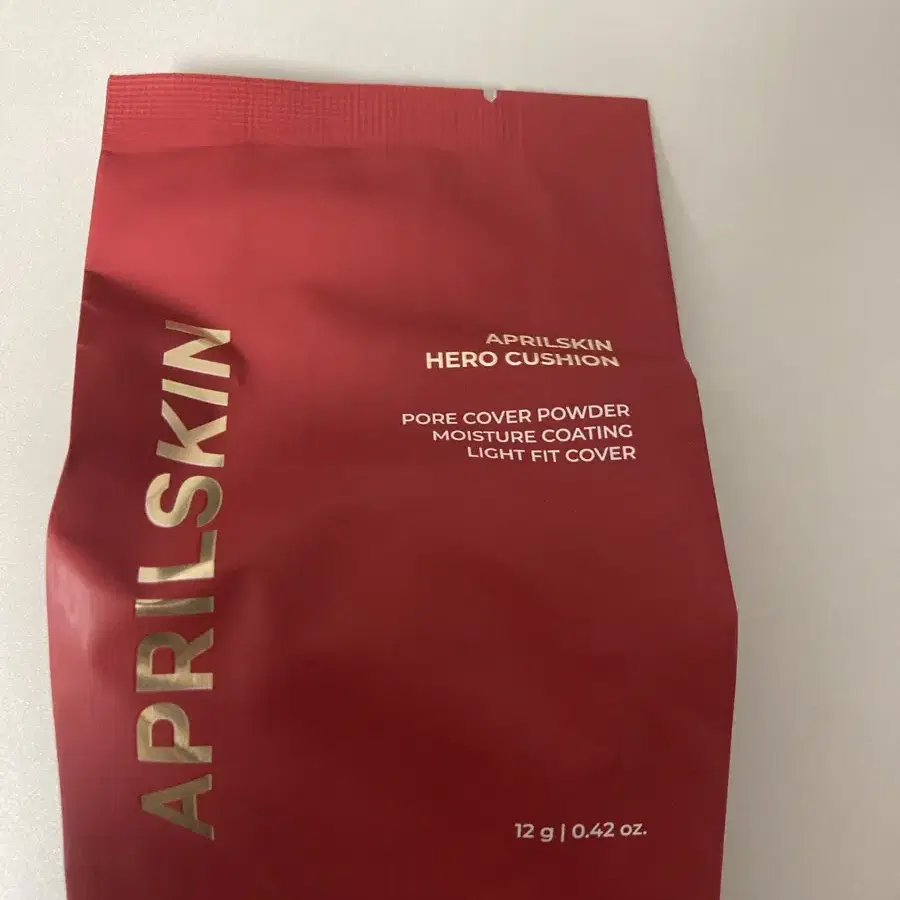 APRILSKIN
APRILSKIN
HERO CUSHION
PORE COVER POWDER
MOISTURE COATING
LIGHT FIT COVER
12 g | 0.42 oz.